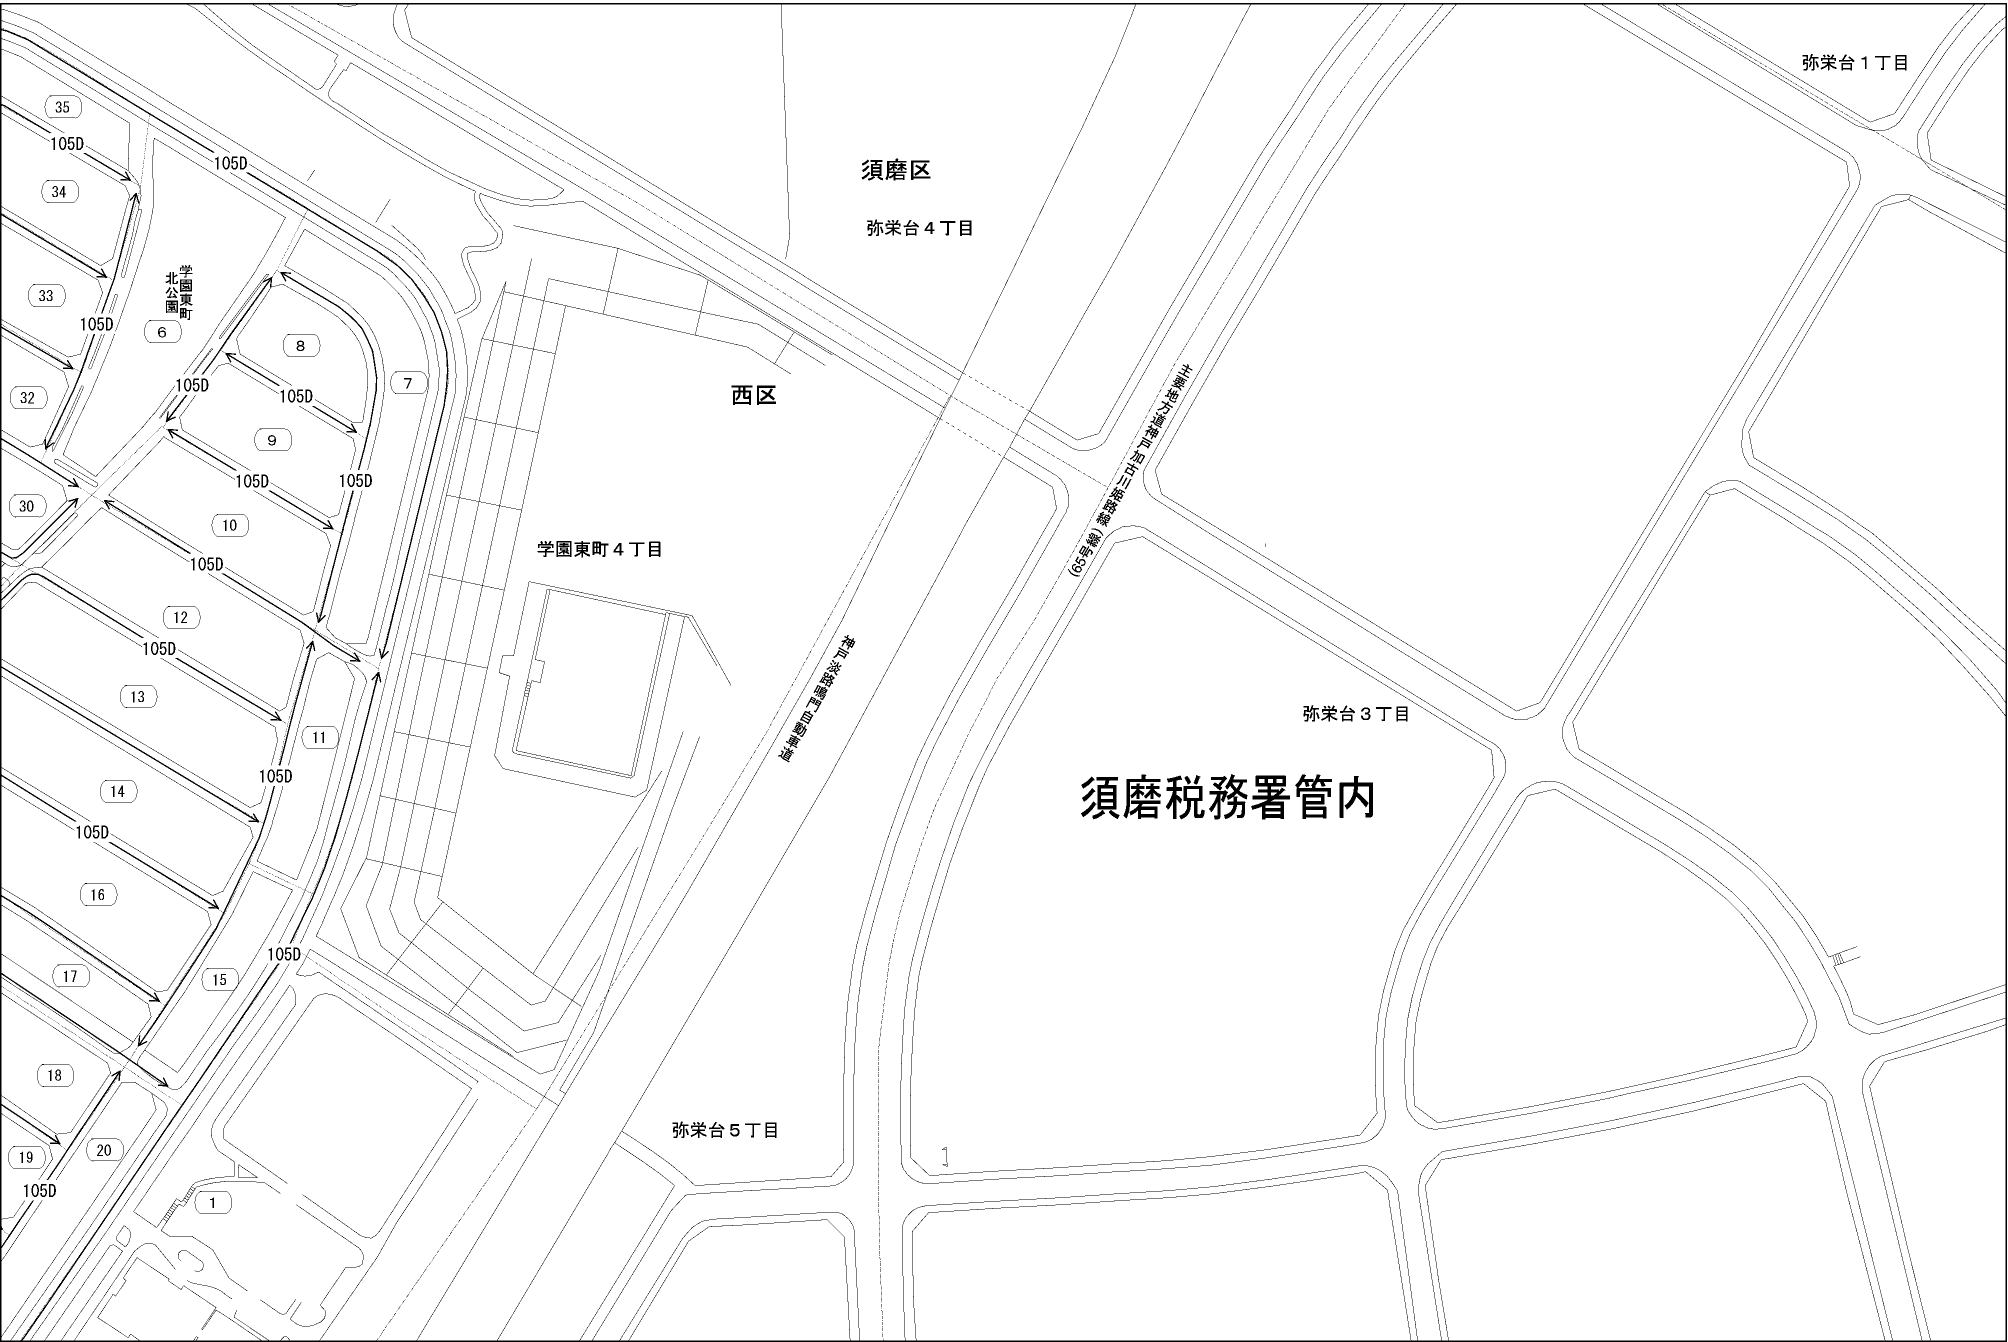 弥栄台１丁目
35
105D
105D
須磨区
34
弥栄台４丁目
学園東町
北公園
33
105D
6
8
7
105D
西区
105D
32
主要地方道神戸加古川姫路線
(65号線)
9
105D
105D
30
10
学園東町４丁目
105D
12
105D
神戸淡路鳴門自動車道
13
弥栄台３丁目
11
105D
14
須磨税務署管内
105D
16
105D
17
15
18
弥栄台５丁目
20
19
105D
1